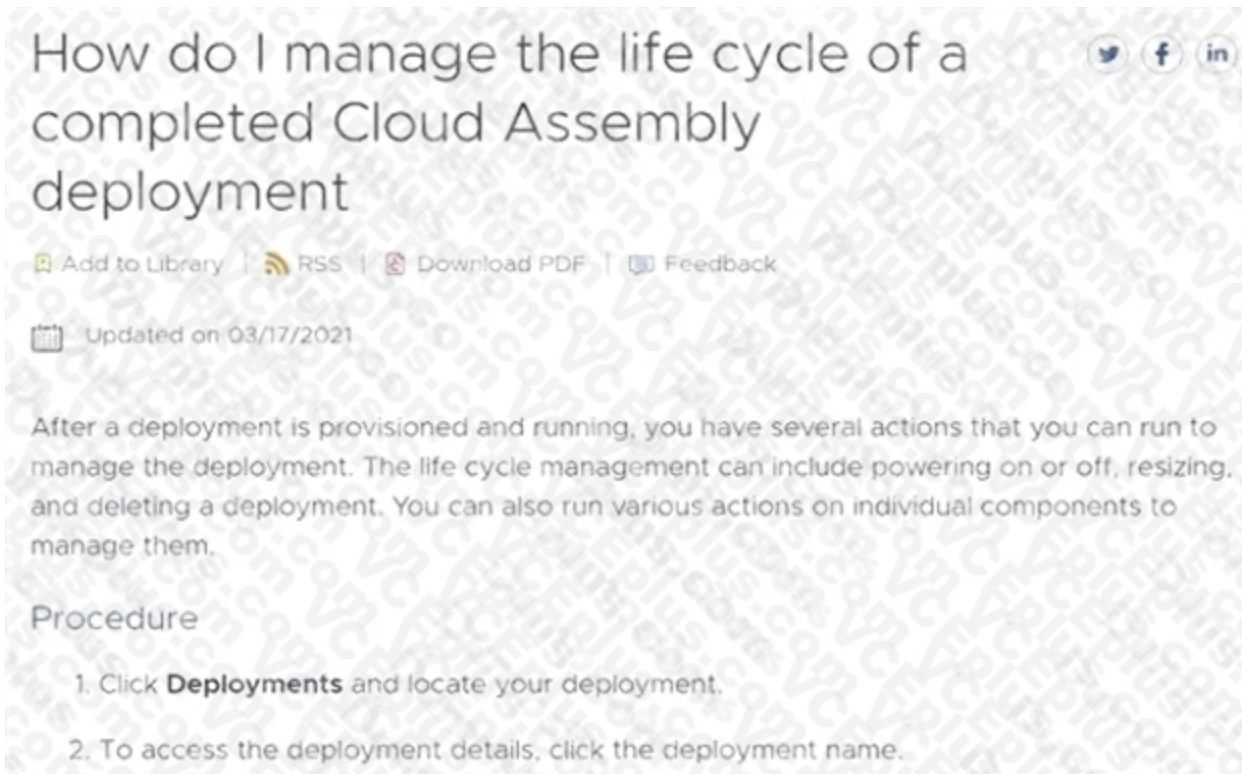 How do I manage the life cycle of a
completed Cloud Assembly
deployment
Add to Library | RSS | Download PDF | Feedback
Updated on 03/17/2021
After a deployment is provisioned and running, you have several actions that you can run to
manage the deployment. The life cycle management can include powering on or off, resizing,
and deleting a deployment. You can also run various actions on individual components to
manage them.
Procedure
1. Click Deployments and locate your deployment.
2. To access the deployment details, click the deployment name.